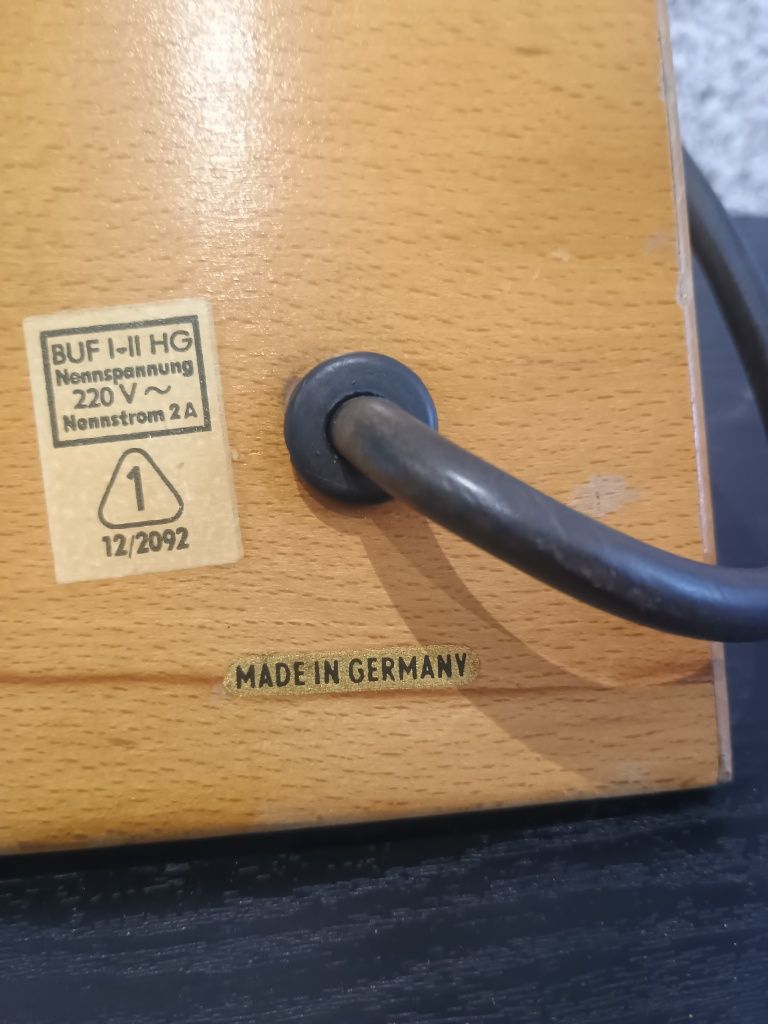 BUF I-II HG
Nennspannung
220 V ~
Nennstrom 2 A
1
12/2092
MADE IN GERMANY